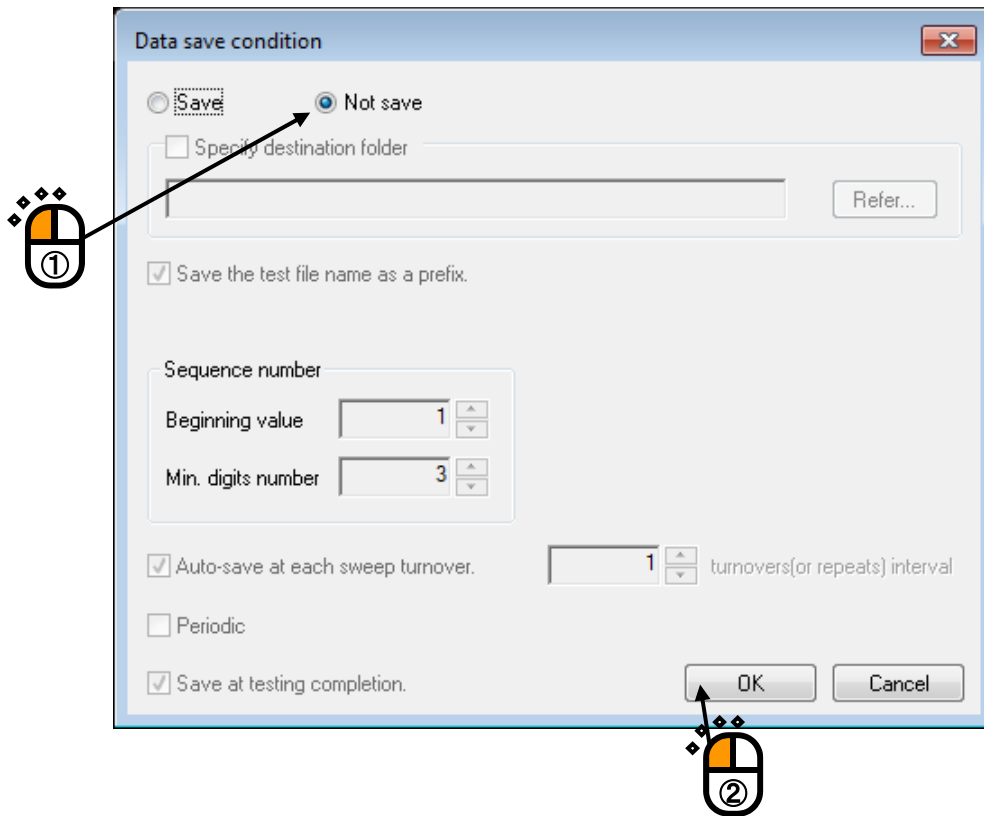 Data save condition
Save Not save
Specify destination folder
Refer...
①
Save the test file name as a prefix.
Sequence number
Beginning value 1
Min. digits number 3
Auto-save at each sweep turnover. 1 turnovers(or repeats) interval
Periodic
Save at testing completion. OK Cancel
②